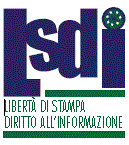 Lsdi
LIBERTÀ DI STAMPA
DIRITTO ALL'INFORMAZIONE